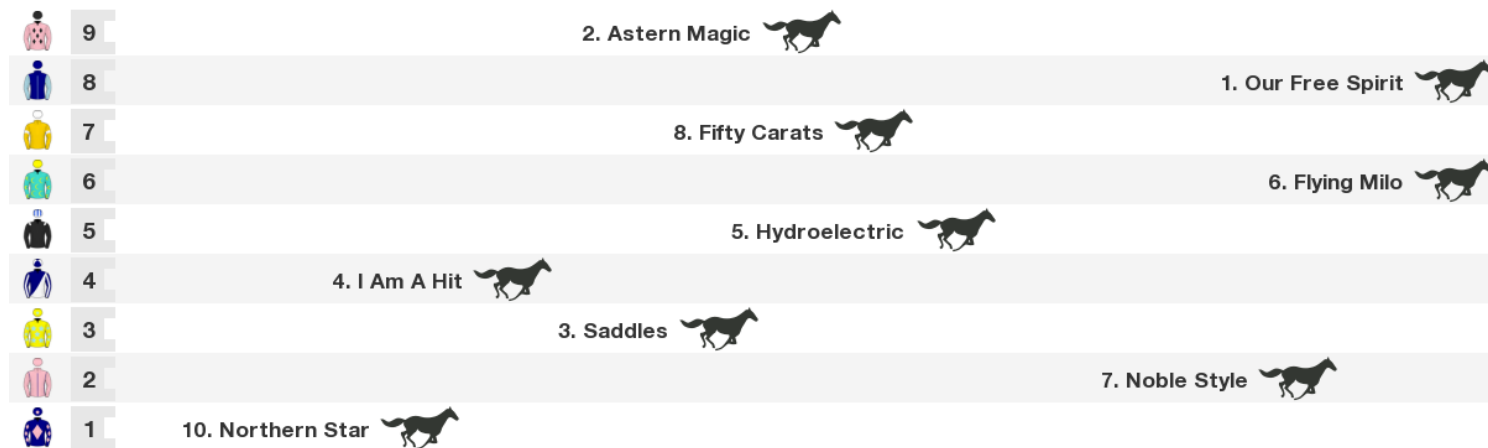 9 2. Astern Magic
8 1. Our Free Spirit
7 8. Fifty Carats
6 6. Flying Milo
5 5. Hydroelectric
4 4. I Am A Hit
3 3. Saddles
2 7. Noble Style
1 10. Northern Star